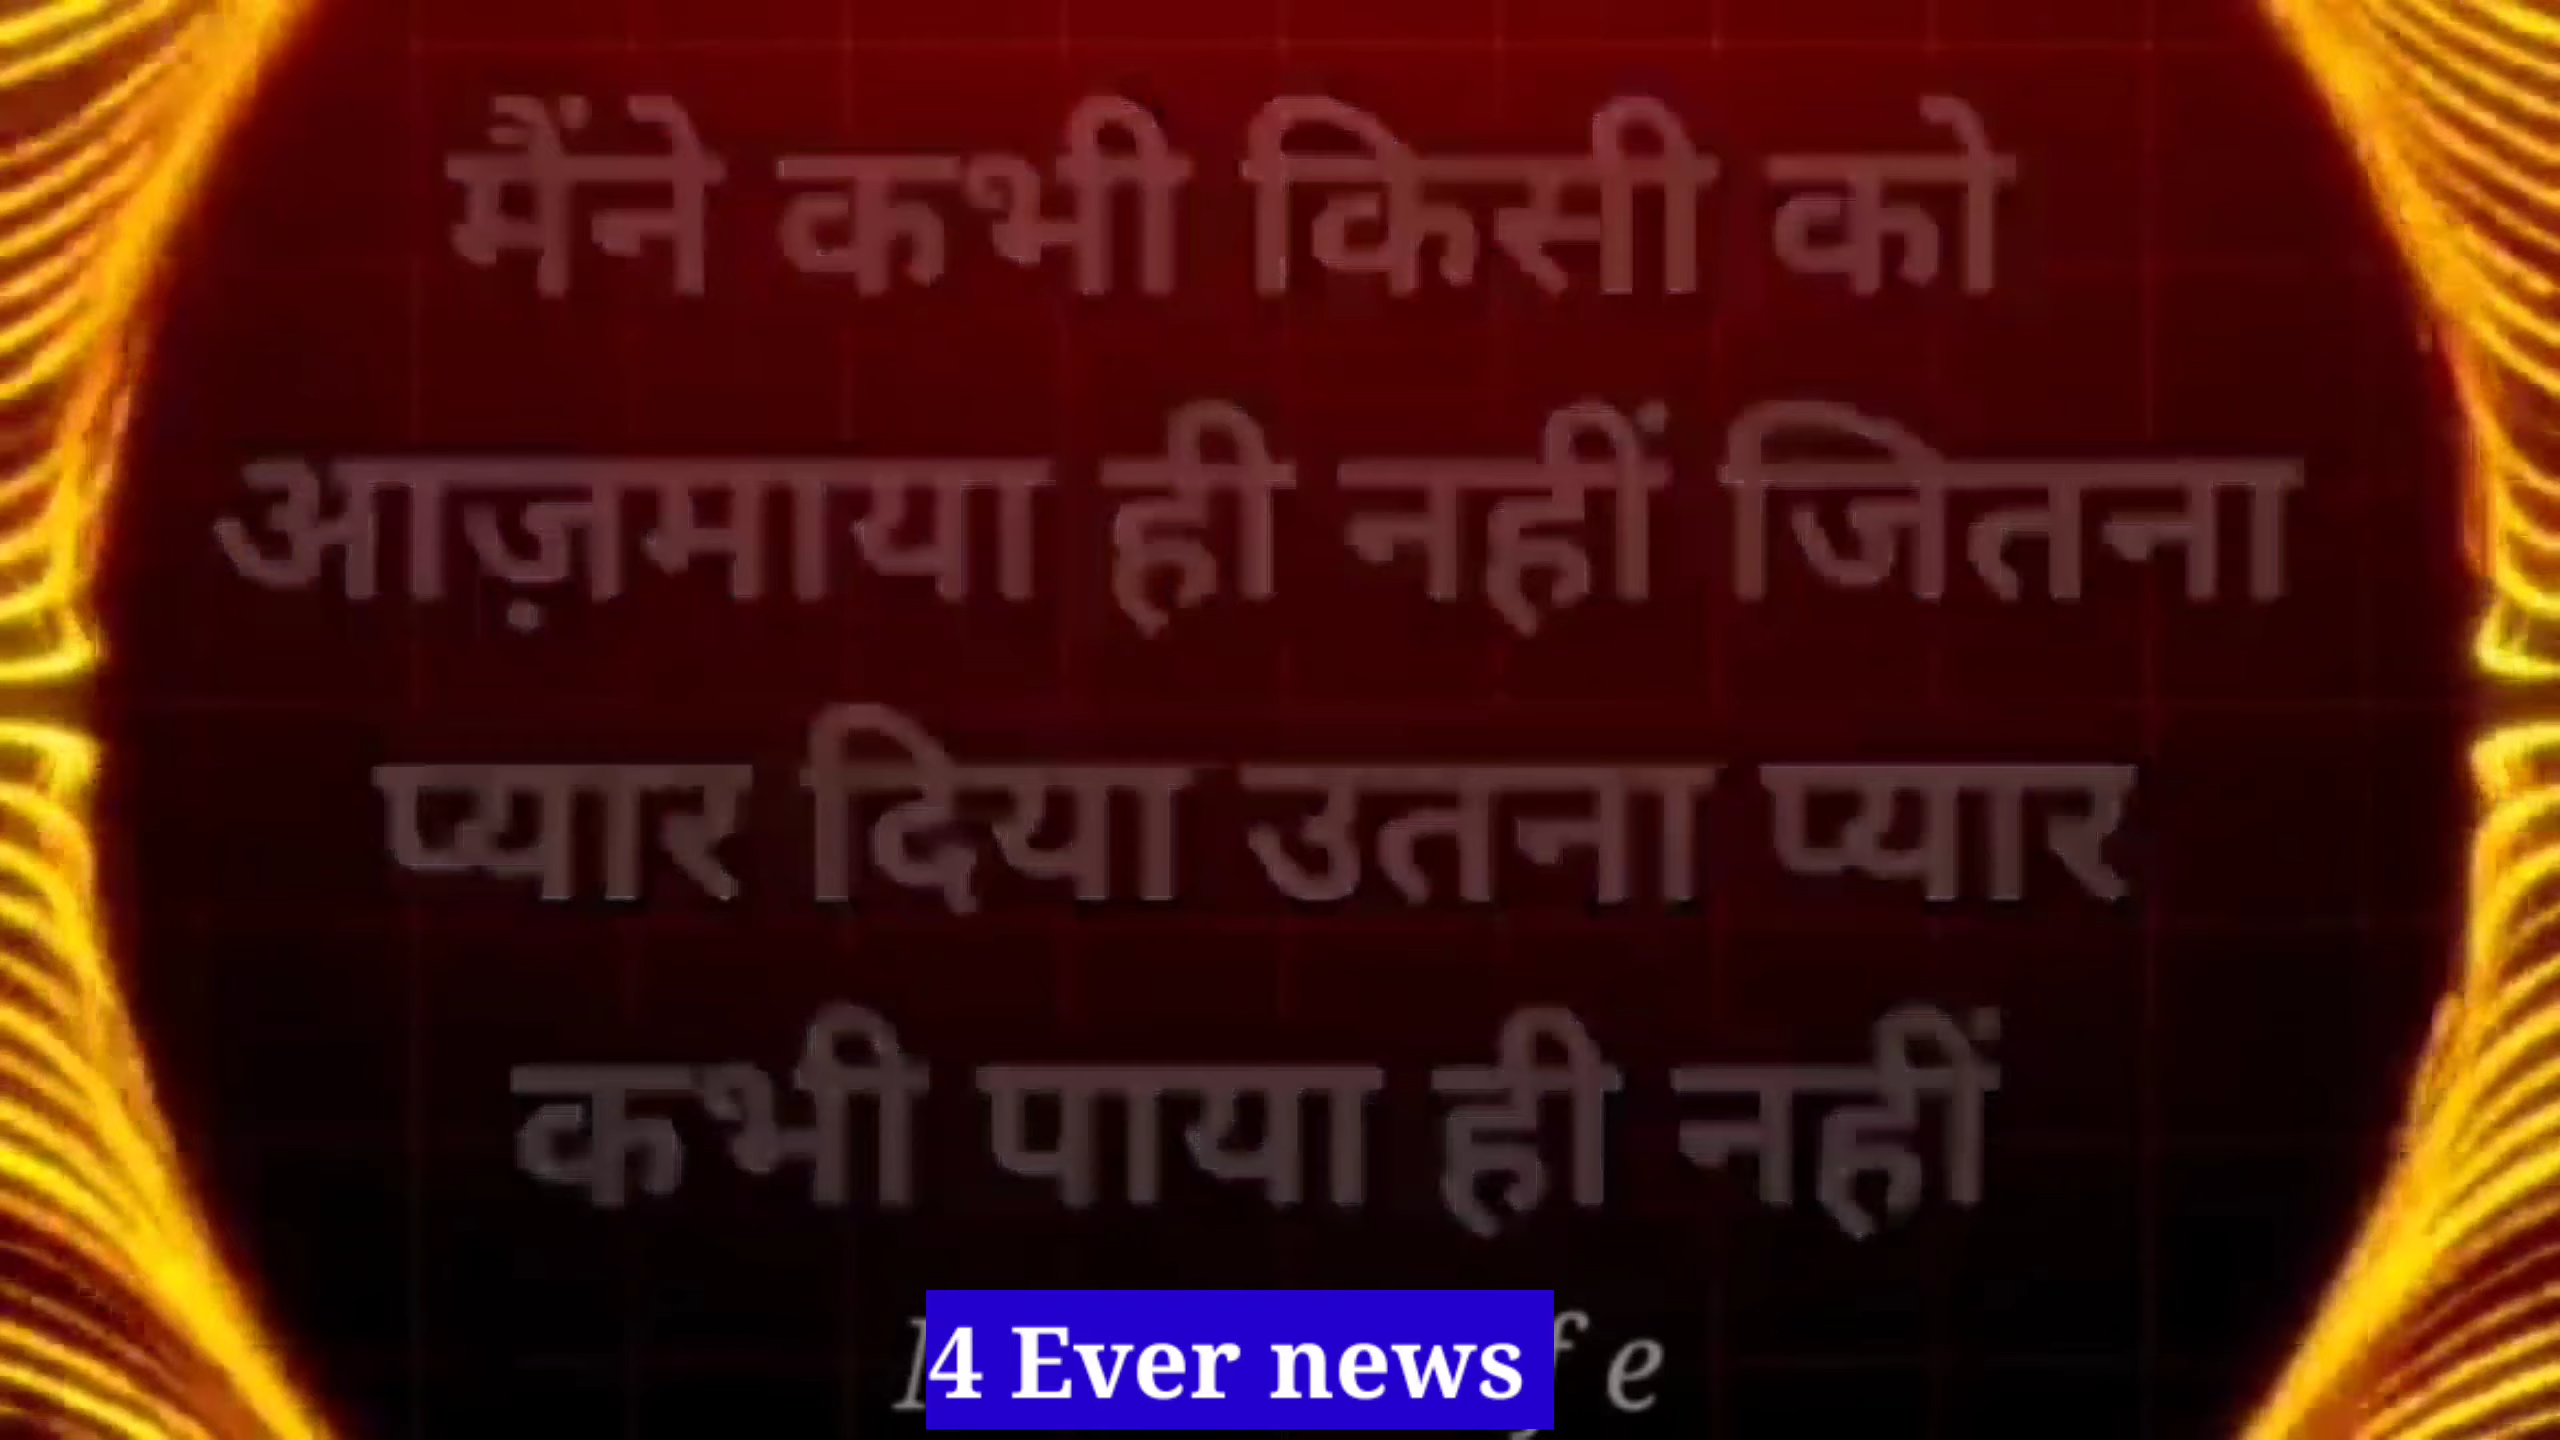 मैंने कभी किसी को
आज़माया ही नहीं जितना
प्यार दिया उतना प्यार
कभी पाया ही नहीं
4 Ever news